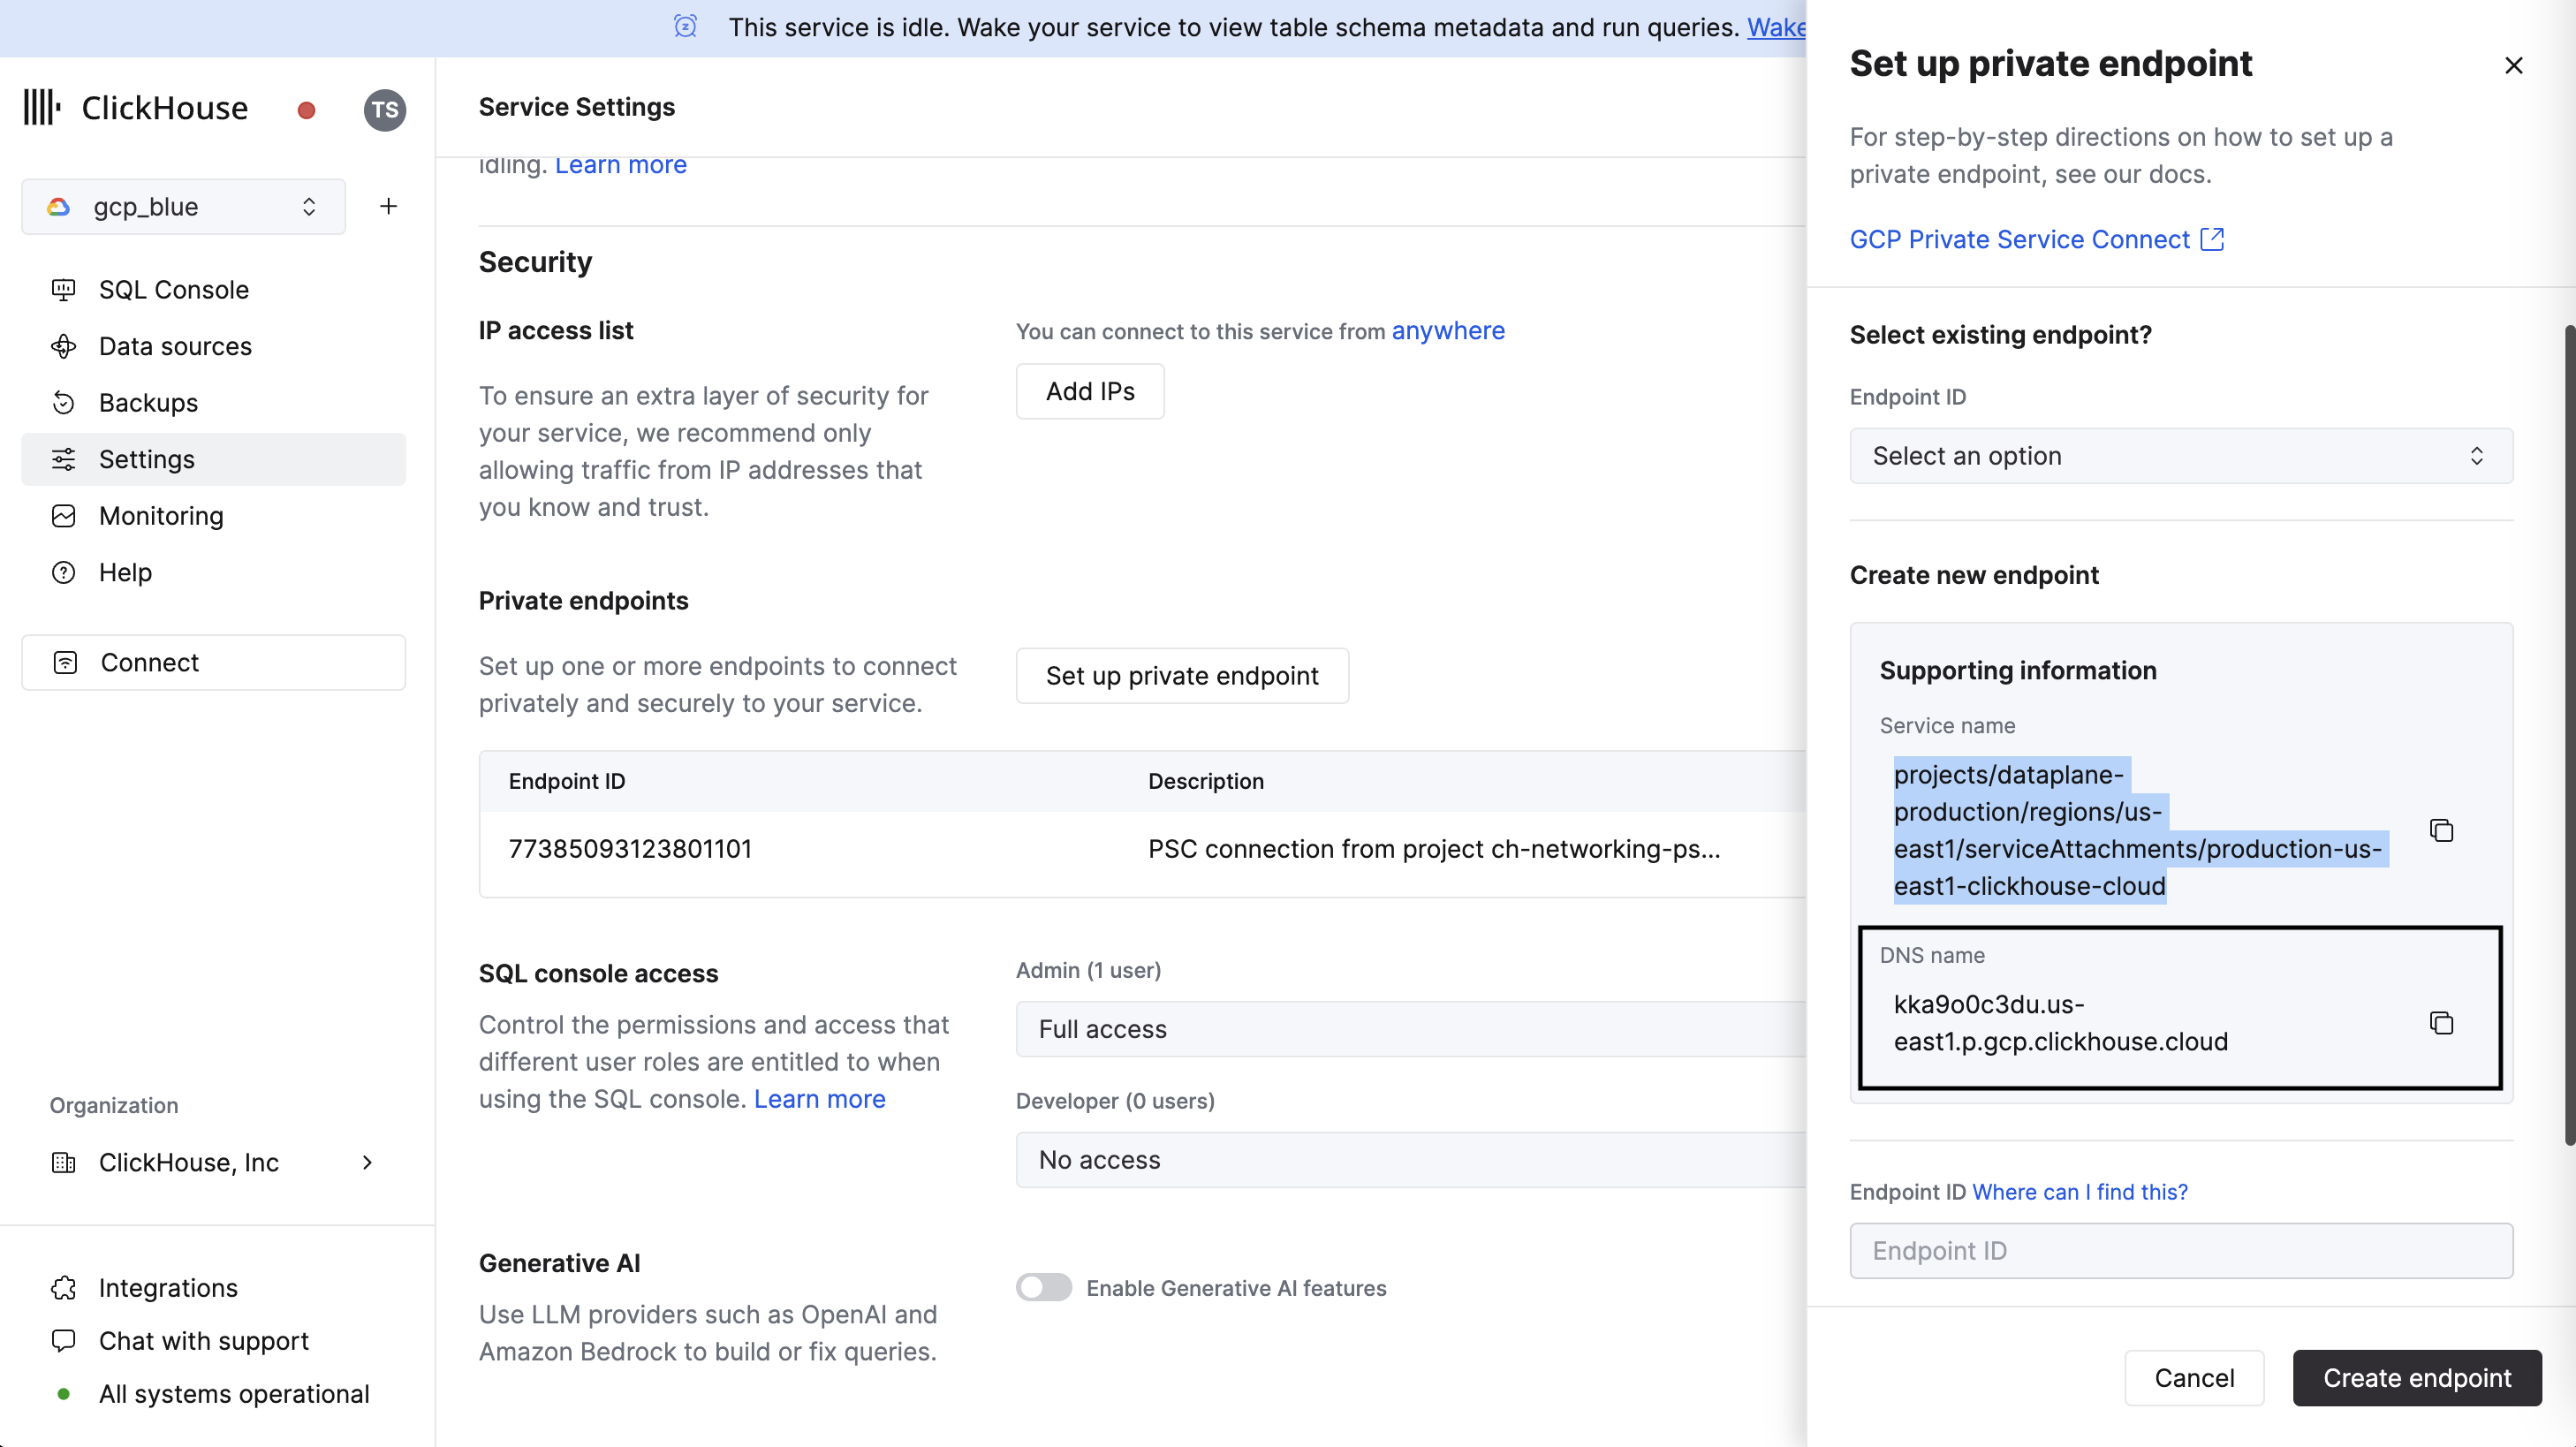 This service is idle. Wake your service to view table schema metadata and run queries. Wake
ClickHouse
TS
gcp_blue
SQL Console
Data sources
Backups
Settings
Monitoring
Help
Connect
Organization
ClickHouse, Inc
Integrations
Chat with support
All systems operational
Service Settings
idling. Learn more
Security
IP access list
To ensure an extra layer of security for
your service, we recommend only
allowing traffic from IP addresses that
you know and trust.
You can connect to this service from anywhere
Add IPs
Private endpoints
Set up one or more endpoints to connect
privately and securely to your service.
Set up private endpoint
Endpoint ID
Description
77385093123801101
PSC connection from project ch-networking-ps...
SQL console access
Control the permissions and access that
different user roles are entitled to when
using the SQL console. Learn more
Admin (1 user)
Full access
Developer (0 users)
No access
Generative AI
Use LLM providers such as OpenAI and
Amazon Bedrock to build or fix queries.
Enable Generative AI features
Set up private endpoint
For step-by-step directions on how to set up a
private endpoint, see our docs.
GCP Private Service Connect
Select existing endpoint?
Endpoint ID
Select an option
Create new endpoint
Supporting information
Service name
projects/dataplane-
production/regions/us-
east1/serviceAttachments/production-us-
east1-clickhouse-cloud
DNS name
kka9o0c3du.us-
east1.p.gcp.clickhouse.cloud
Endpoint ID Where can I find this?
Endpoint ID
Cancel
Create endpoint